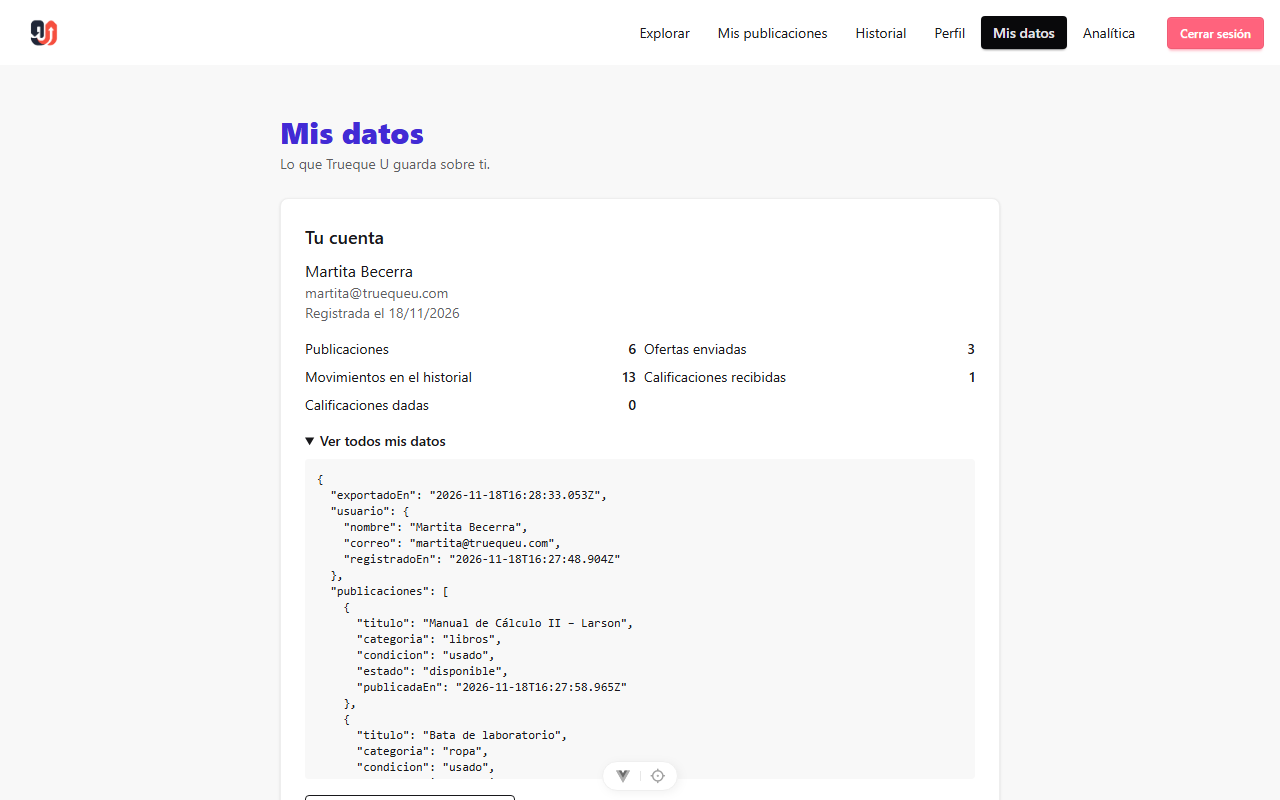 Explorar
Mis publicaciones
Historial
Perfil
Mis datos
Analítica
Cerrar sesión
Mis datos
Lo que Trueque U guarda sobre ti.
Tu cuenta
Martita Becerra
martita@truequeu.com
Registrada el 18/11/2026
Publicaciones 6
Ofertas enviadas 3
Movimientos en el historial 13
Calificaciones recibidas 1
Calificaciones dadas 0
▼ Ver todos mis datos
{
  "exportadoEn": "2026-11-18T16:28:33.053Z",
  "usuario": {
    "nombre": "Martita Becerra",
    "correo": "martita@truequeu.com",
    "registradoEn": "2026-11-18T16:27:48.904Z"
  },
  "publicaciones": [
    {
      "titulo": "Manual de Cálculo II – Larson",
      "categoria": "libros",
      "condicion": "usado",
      "estado": "disponible",
      "publicadaEn": "2026-11-18T16:27:58.965Z"
    },
    {
      "titulo": "Bata de laboratorio",
      "categoria": "ropa",
      "condicion": "usado",